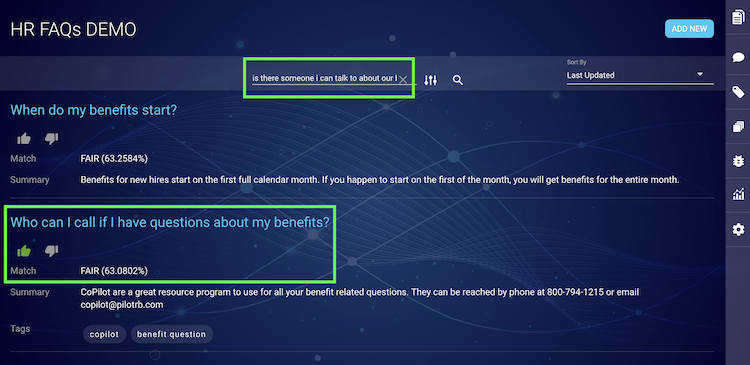 HR FAQs DEMO
ADD NEW
is there someone i can talk to about our
Sort By
Last Updated
When do my benefits start?
Match FAIR (63.2584%)
Summary Benefits for new hires start on the first full calendar month. If you happen to start on the first of the month, you will get benefits for the entire month.
Who can I call if I have questions about my benefits?
Match FAIR (63.0802%)
Summary CoPilot are a great resource program to use for all your benefit related questions. They can be reached by phone at 800-794-1215 or email
copilot@pilotrb.com
Tags copilot benefit question